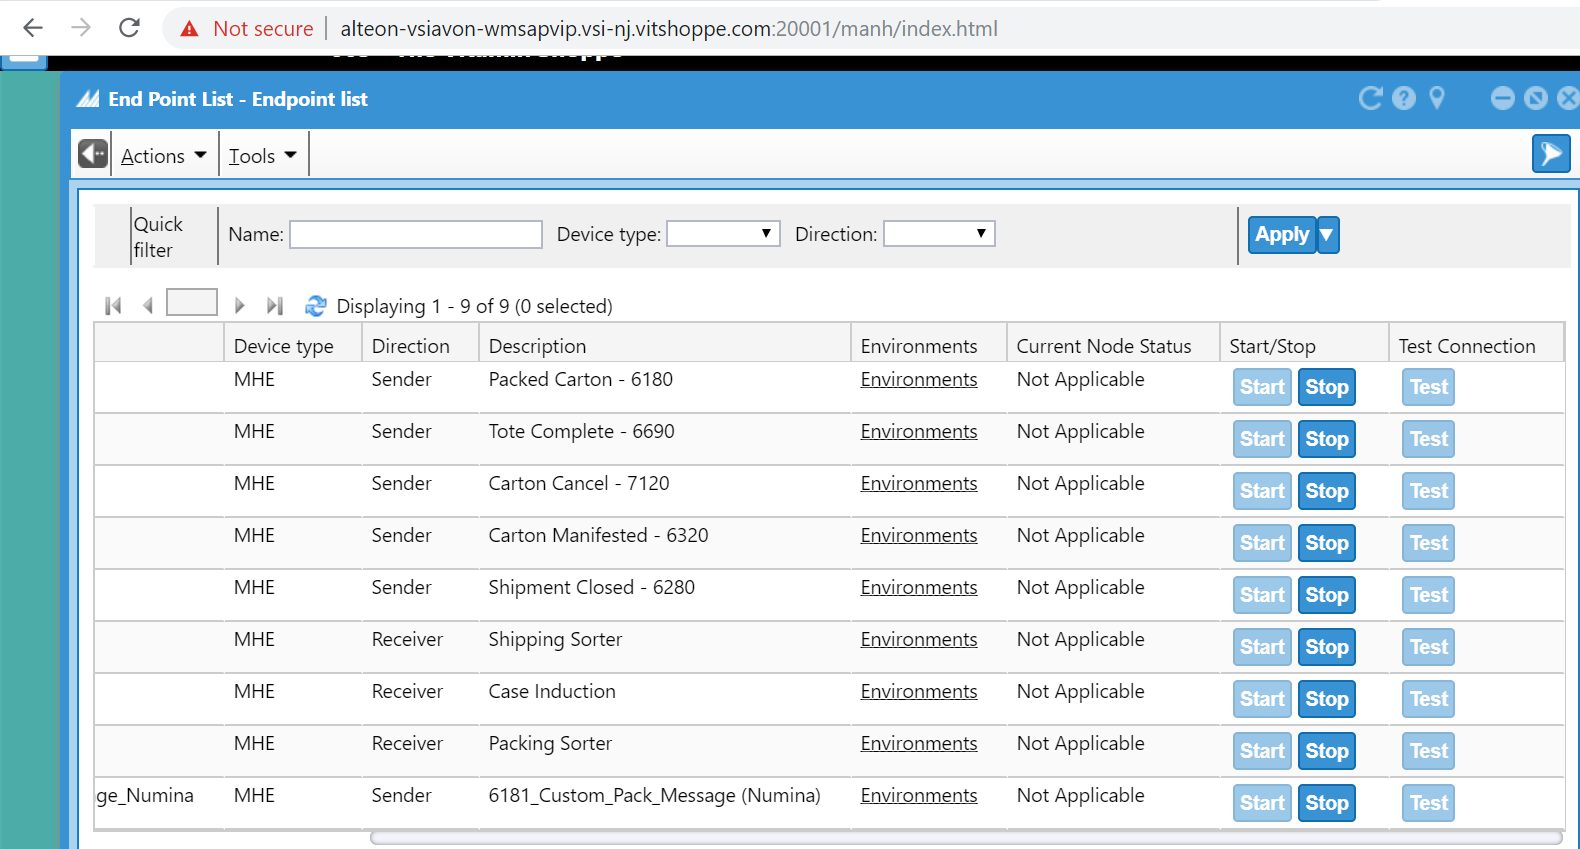 Not secure | alteon-vsiavon-wmsapvip.vsi-nj.vitshoppe.com:20001/manh/index.html
End Point List - Endpoint list
Actions Tools
Quick filter Name: Device type: Direction: Apply
Displaying 1 - 9 of 9 (0 selected)
Device type Direction Description Environments Current Node Status Start/Stop Test Connection
MHE Sender Packed Carton - 6180 Environments Not Applicable Start Stop Test
MHE Sender Tote Complete - 6690 Environments Not Applicable Start Stop Test
MHE Sender Carton Cancel - 7120 Environments Not Applicable Start Stop Test
MHE Sender Carton Manifested - 6320 Environments Not Applicable Start Stop Test
MHE Sender Shipment Closed - 6280 Environments Not Applicable Start Stop Test
MHE Receiver Shipping Sorter Environments Not Applicable Start Stop Test
MHE Receiver Case Induction Environments Not Applicable Start Stop Test
MHE Receiver Packing Sorter Environments Not Applicable Start Stop Test
ge_Numina MHE Sender 6181_Custom_Pack_Message (Numina) Environments Not Applicable Start Stop Test